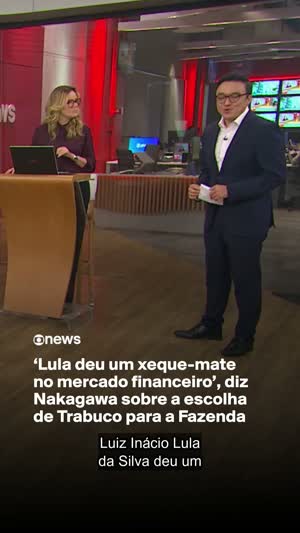 news
news
‘Lula deu um xeque-mate
no mercado financeiro’, diz
Nakagawa sobre a escolha
de Trabuco para a Fazenda
Luiz Inácio Lula
da Silva deu um